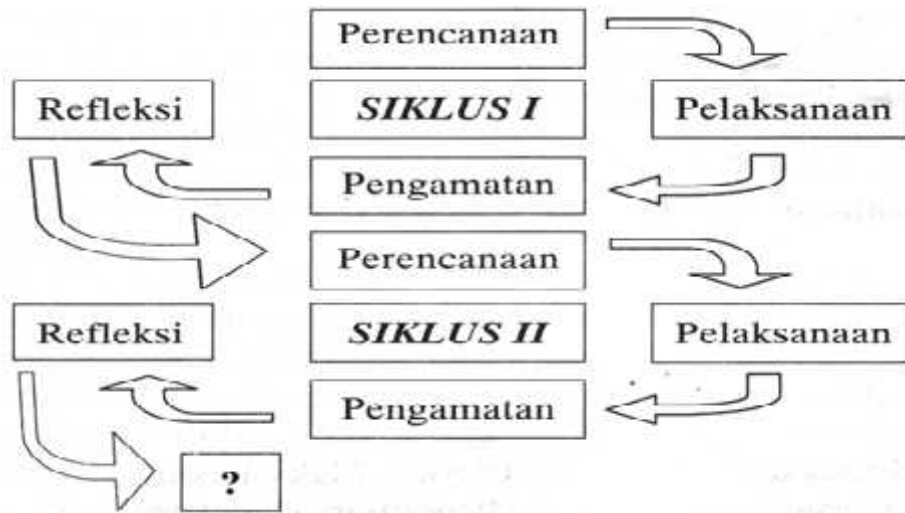 Perencanaan
Refleksi
SIKLUS I
Pelaksanaan
Pengamatan
Perencanaan
Refleksi
SIKLUS II
Pelaksanaan
Pengamatan
?